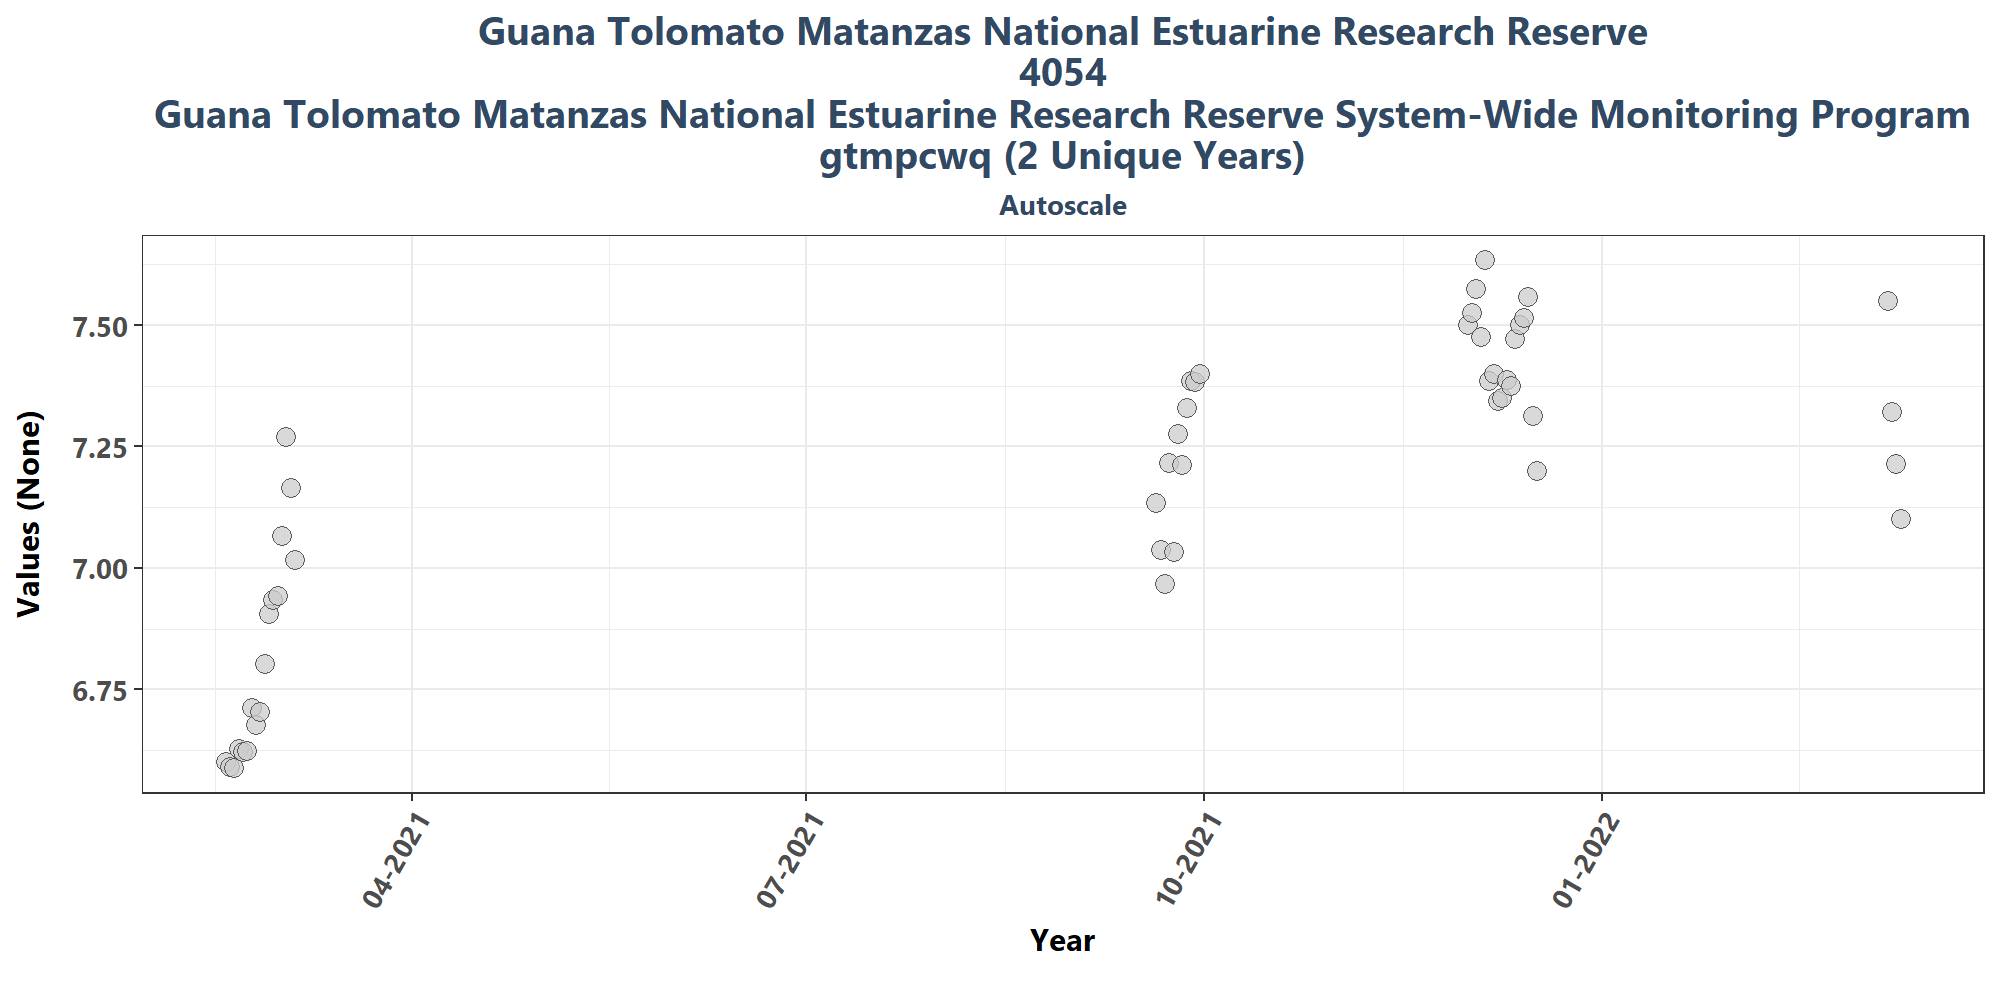 Guana Tolomato Matanzas National Estuarine Research Reserve
4054
Guana Tolomato Matanzas National Estuarine Research Reserve System-Wide Monitoring Program
gtmpcwq (2 Unique Years)
Autoscale
Values (None)
7.50
7.25
7.00
6.75
04-2021
07-2021
10-2021
01-2022
Year